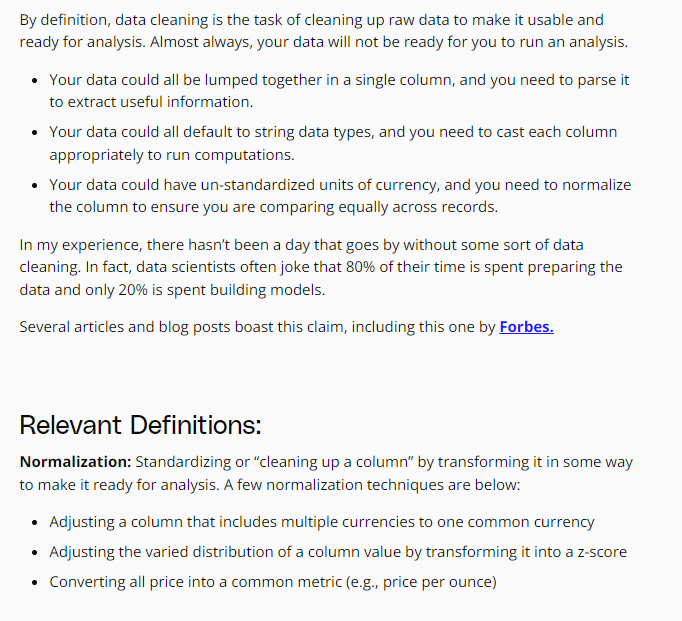 By definition, data cleaning is the task of cleaning up raw data to make it usable and
ready for analysis. Almost always, your data will not be ready for you to run an analysis.
• Your data could all be lumped together in a single column, and you need to parse it
to extract useful information.
• Your data could all default to string data types, and you need to cast each column
appropriately to run computations.
• Your data could have un-standardized units of currency, and you need to normalize
the column to ensure you are comparing equally across records.
In my experience, there hasn’t been a day that goes by without some sort of data
cleaning. In fact, data scientists often joke that 80% of their time is spent preparing the
data and only 20% is spent building models.
Several articles and blog posts boast this claim, including this one by Forbes.
Relevant Definitions:
Normalization: Standardizing or “cleaning up a column” by transforming it in some way
to make it ready for analysis. A few normalization techniques are below:
• Adjusting a column that includes multiple currencies to one common currency
• Adjusting the varied distribution of a column value by transforming it into a z-score
• Converting all price into a common metric (e.g., price per ounce)